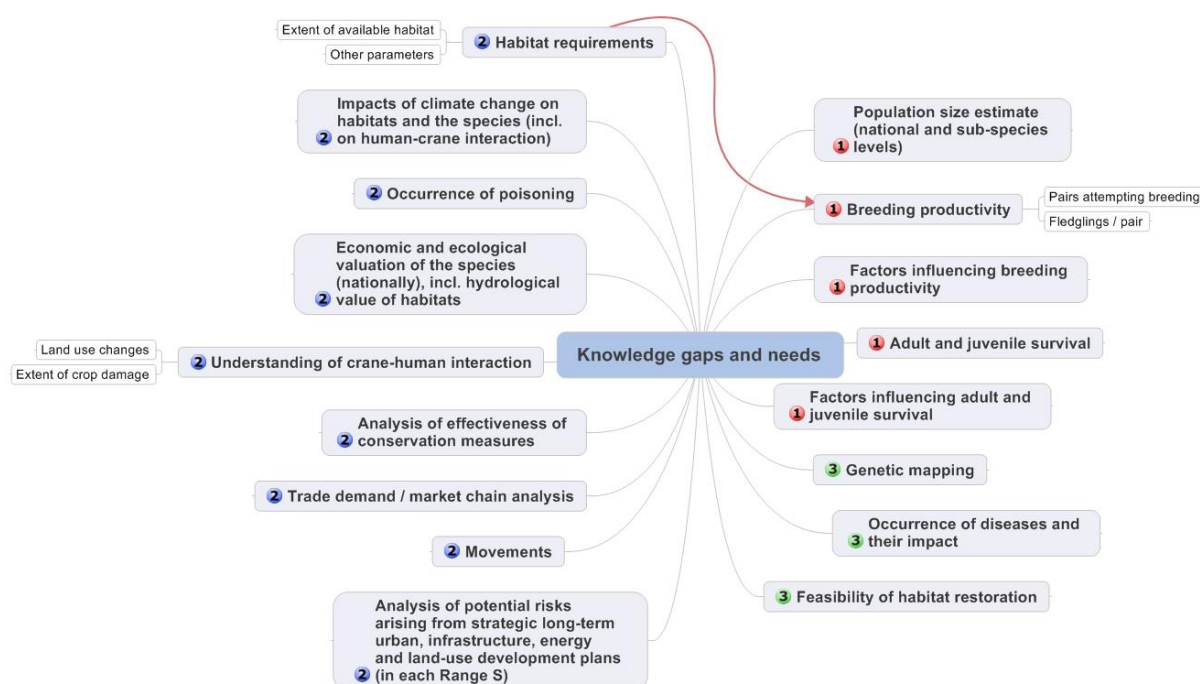 Extent of available habitat
Other parameters
2 Habitat requirements
Impacts of climate change on
habitats and the species (incl.
2 on human-crane interaction)
2 Occurrence of poisoning
Economic and ecological
valuation of the species
(nationally), incl. hydrological
2 value of habitats
Land use changes
Extent of crop damage
2 Understanding of crane-human interaction
Analysis of effectiveness of
2 conservation measures
2 Trade demand / market chain analysis
2 Movements
Analysis of potential risks
arising from strategic long-term
urban, infrastructure, energy
and land-use development plans
2 (in each Range S)
Knowledge gaps and needs
Population size estimate
(national and sub-species
1 levels)
1 Breeding productivity
Pairs attempting breeding
Fledglings / pair
Factors influencing breeding
1 productivity
1 Adult and juvenile survival
Factors influencing adult and
1 juvenile survival
3 Genetic mapping
Occurrence of diseases and
3 their impact
3 Feasibility of habitat restoration